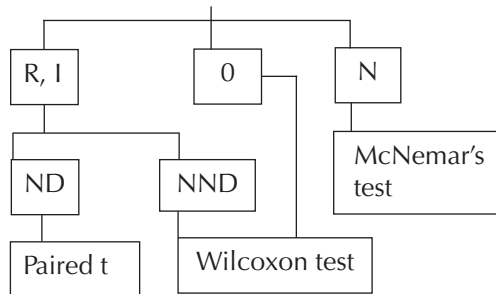 R, I
0
N
ND
NND
McNemar's
test
Paired t
Wilcoxon test